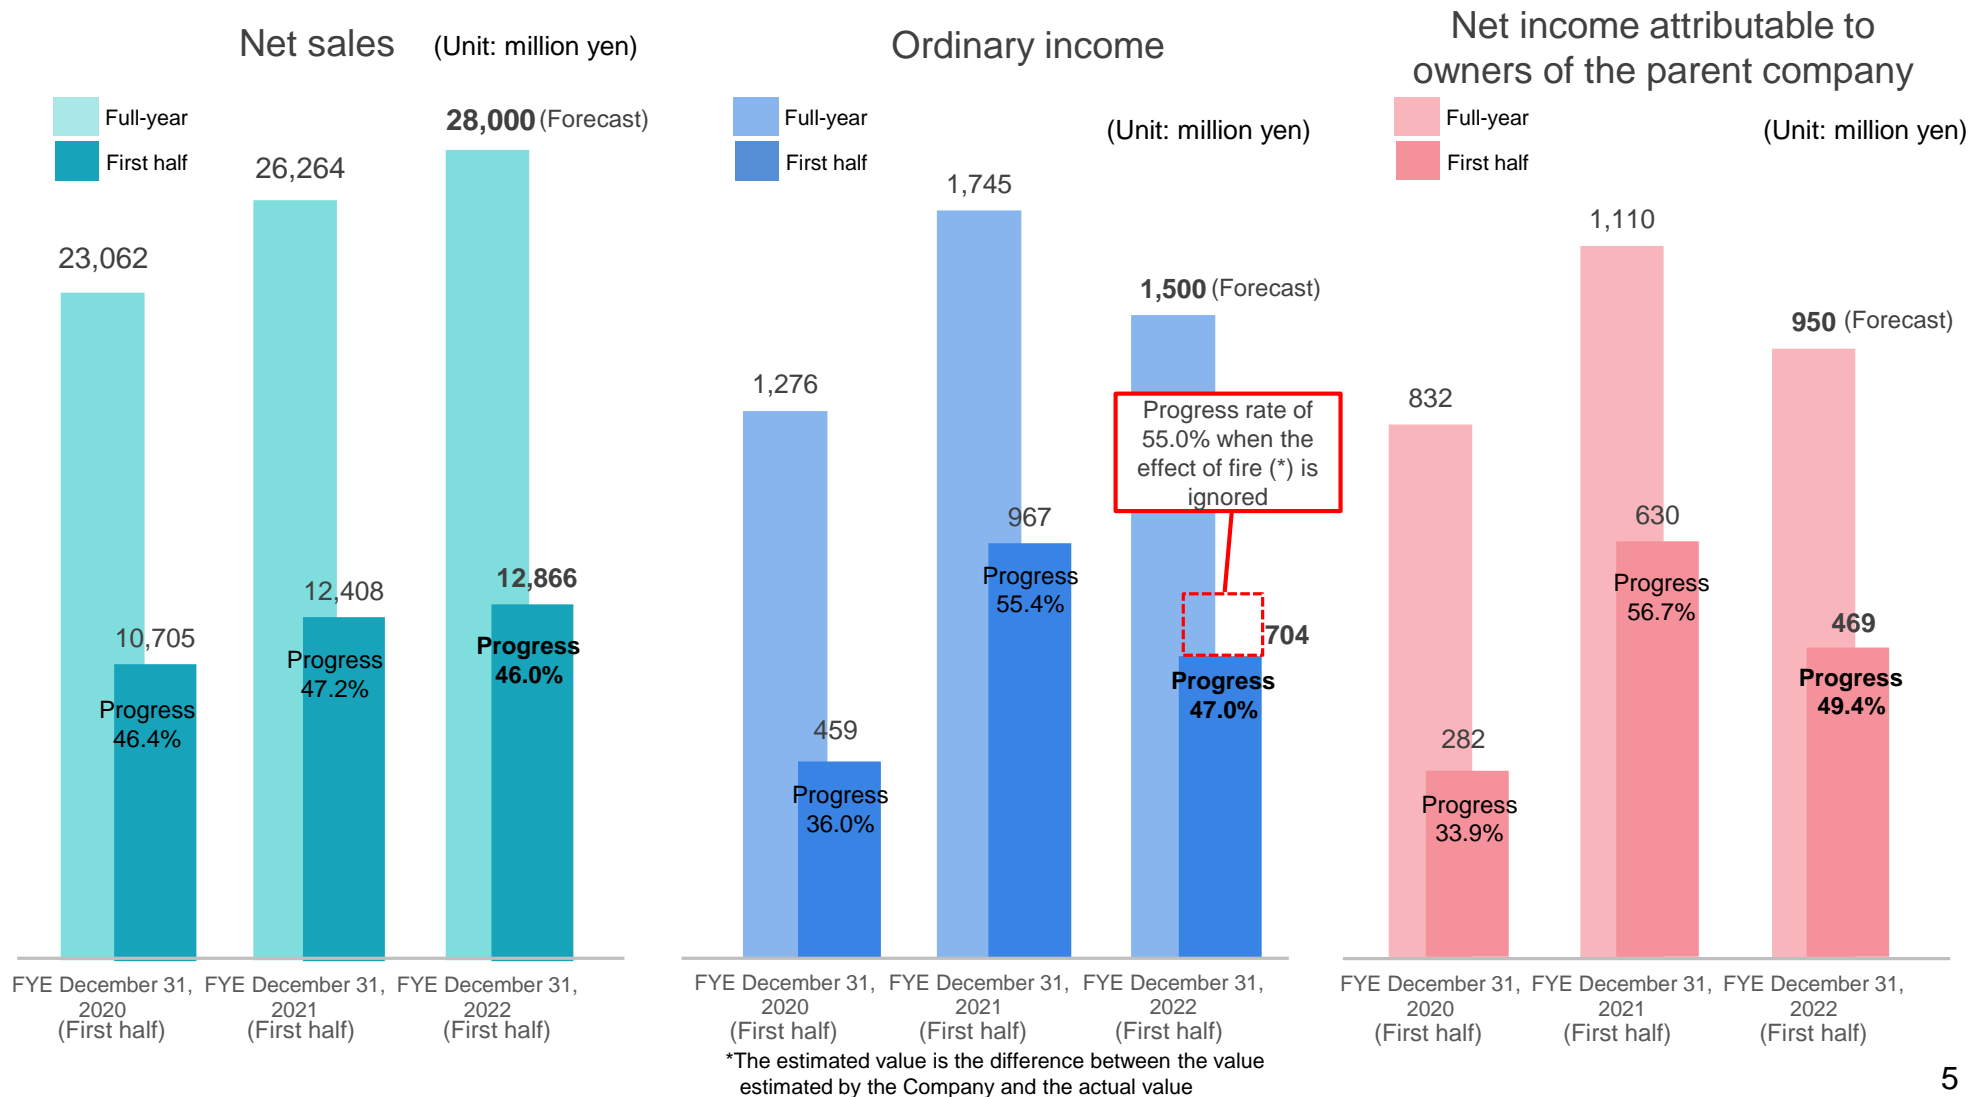 Net sales
(Unit: million yen)
Full-year
First half
28,000 (Forecast)
26,264
23,062
12,866
12,408
10,705
Progress
46.0%
Progress
47.2%
Progress
46.4%
FYE December 31,
2020
(First half)
FYE December 31,
2021
(First half)
FYE December 31,
2022
(First half)
Ordinary income
(Unit: million yen)
Full-year
First half
1,745
1,500 (Forecast)
1,276
Progress rate of
55.0% when the
effect of fire (*) is
ignored
967
Progress
55.4%
704
Progress
47.0%
459
Progress
36.0%
FYE December 31,
2020
(First half)
FYE December 31,
2021
(First half)
FYE December 31,
2022
(First half)
*The estimated value is the difference between the value
estimated by the Company and the actual value
Net income attributable to
owners of the parent company
(Unit: million yen)
Full-year
First half
1,110
950 (Forecast)
832
630
Progress
56.7%
469
Progress
49.4%
282
Progress
33.9%
FYE December 31,
2020
(First half)
FYE December 31,
2021
(First half)
FYE December 31,
2022
(First half)
5